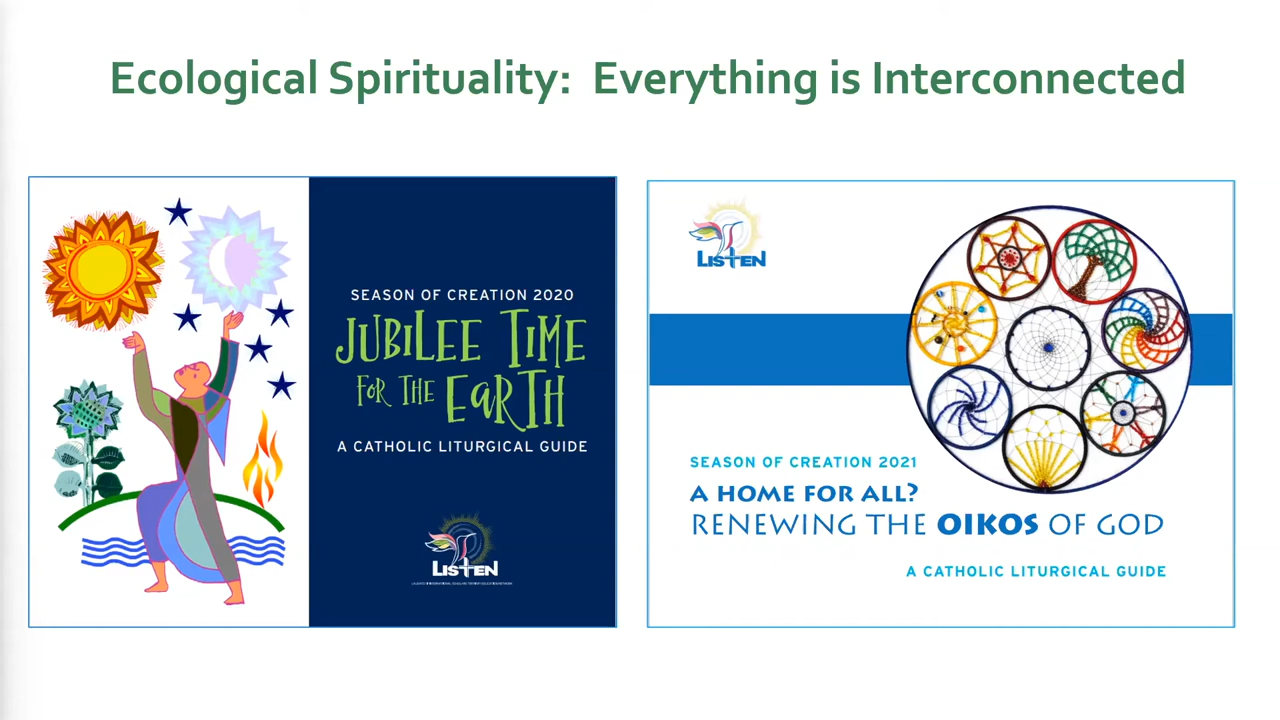 Ecological Spirituality: Everything is Interconnected
SEASON OF CREATION 2020
JUBILEE TIME
FOR THE EARTH
A CATHOLIC LITURGICAL GUIDE
LISTEN
LISTEN
SEASON OF CREATION 2021
A HOME FOR ALL?
RENEWING THE OIKOS OF GOD
A CATHOLIC LITURGICAL GUIDE